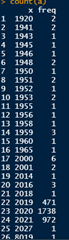 > count(a)
x freq
1 1920 2
2 1941 2
3 1943 2
4 1945 1
5 1946 1
6 1948 2
7 1950 1
8 1951 2
9 1952 1
10 1953 2
11 1955 1
12 1956 1
13 1958 1
14 1959 3
15 1960 1
16 1965 1
17 2000 6
18 2001 2
19 2014 1
20 2016 3
21 2018 1
22 2019 471
23 2020 1738
24 2021 972
25 2027 1
26 8019 1